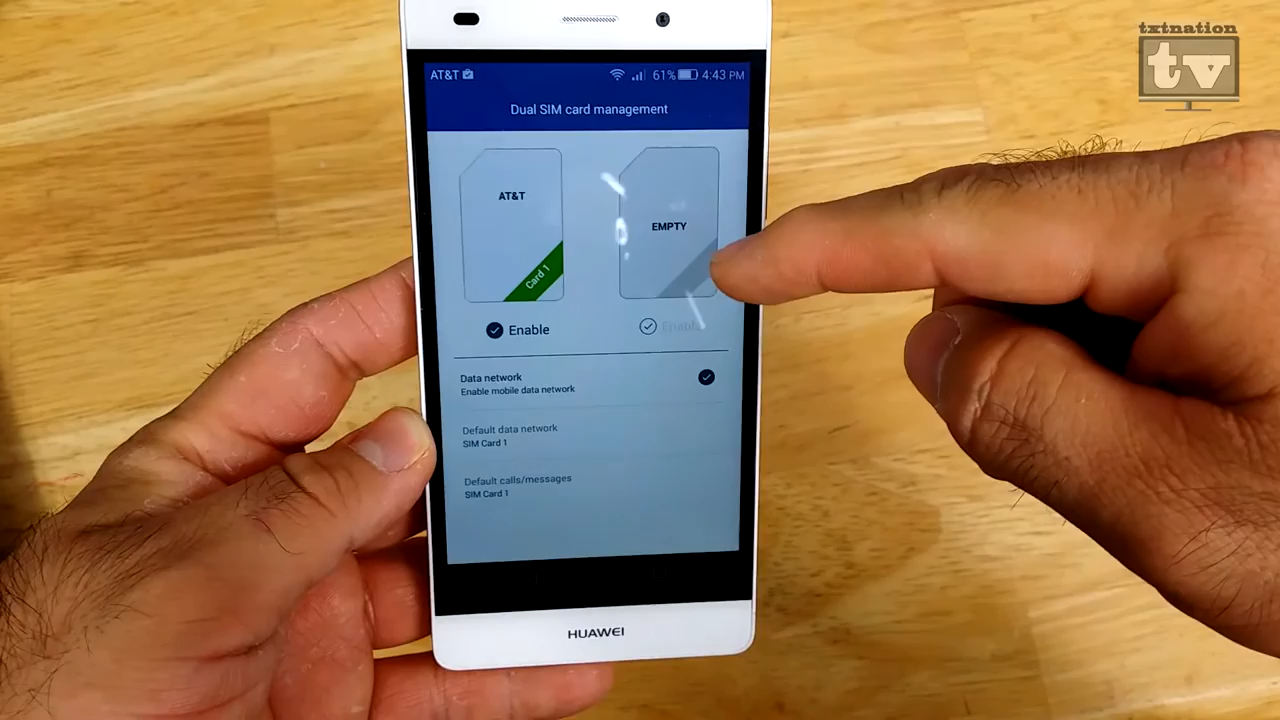 txtnation
tv
AT&T 61% 4:43 PM
Dual SIM card management
AT&T
EMPTY
Card 1
Enable
Enable
Data network
Enable mobile data network
Default data network
SIM Card 1
Default calls/messages
SIM Card 1
HUAWEI